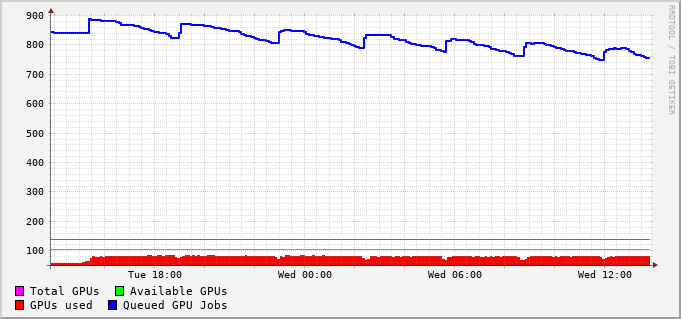 900
800
700
600
500
400
300
200
100
Tue 18:00 Wed 00:00 Wed 06:00 Wed 12:00
Total GPUs Available GPUs
GPUs used Queued GPU Jobs
RRDTOOL / TOBI OETIKER